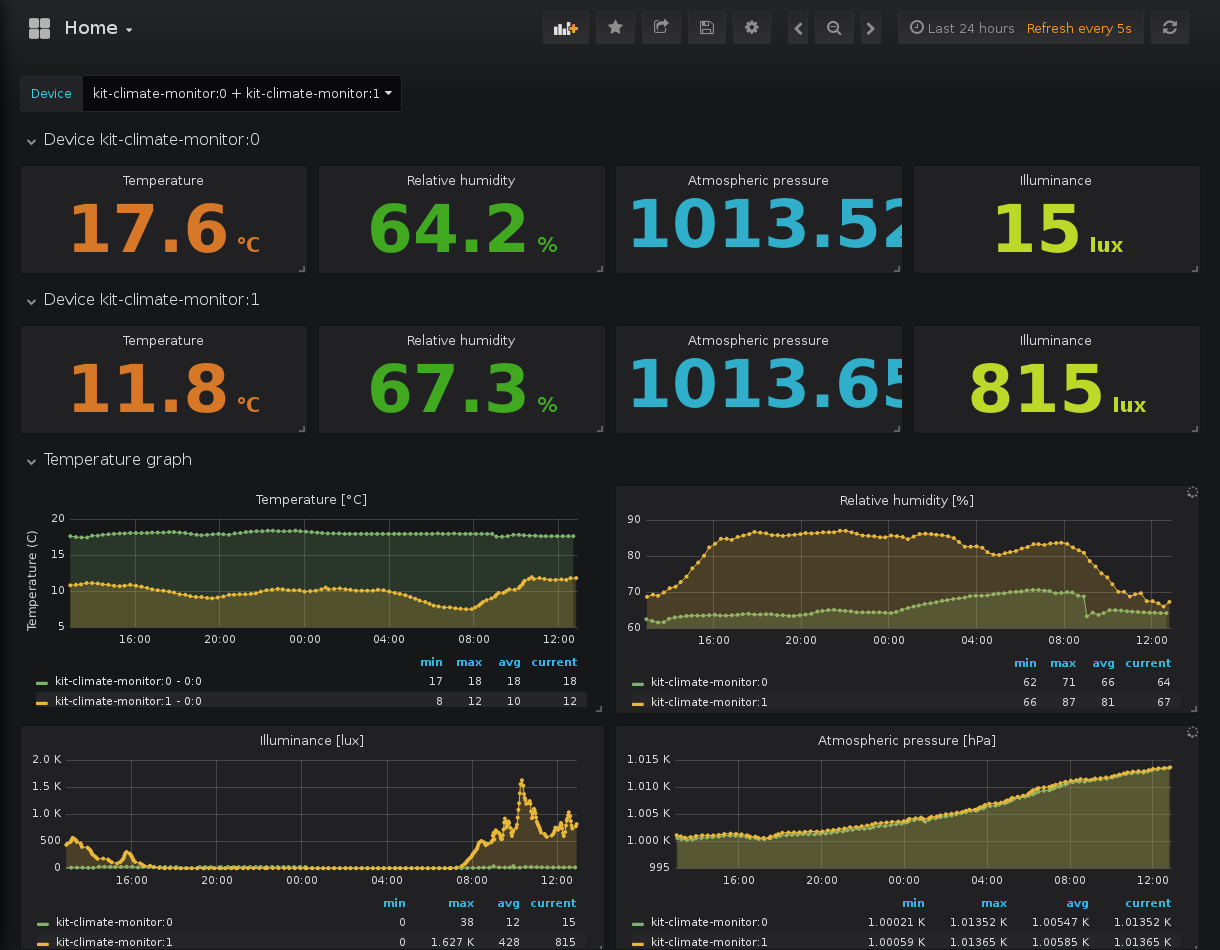 Home
Last 24 hours Refresh every 5s
Device kit-climate-monitor:0 + kit-climate-monitor:1
Device kit-climate-monitor:0
Temperature Relative humidity Atmospheric pressure Illuminance
17.6 °C 64.2 % 1013.52 15 lux
Device kit-climate-monitor:1
Temperature Relative humidity Atmospheric pressure Illuminance
11.8 °C 67.3 % 1013.65 815 lux
Temperature graph
Temperature [°C]
Temperature (C)
20
15
10
5
16:00 20:00 00:00 04:00 08:00 12:00
min max avg current
kit-climate-monitor:0 - 0:0 17 18 18 18
kit-climate-monitor:1 - 0:0 8 12 10 12
Relative humidity [%]
90
80
70
60
16:00 20:00 00:00 04:00 08:00 12:00
min max avg current
kit-climate-monitor:0 62 71 66 64
kit-climate-monitor:1 66 87 81 67
Illuminance [lux]
2.0 K
1.5 K
1.0 K
500
0
16:00 20:00 00:00 04:00 08:00 12:00
min max avg current
kit-climate-monitor:0 0 38 12 15
kit-climate-monitor:1 0 1.627 K 428 815
Atmospheric pressure [hPa]
1.015 K
1.010 K
1.005 K
1.000 K
995
16:00 20:00 00:00 04:00 08:00 12:00
min max avg current
kit-climate-monitor:0 1.00021 K 1.01352 K 1.00547 K 1.01352 K
kit-climate-monitor:1 1.00059 K 1.01365 K 1.00585 K 1.01365 K